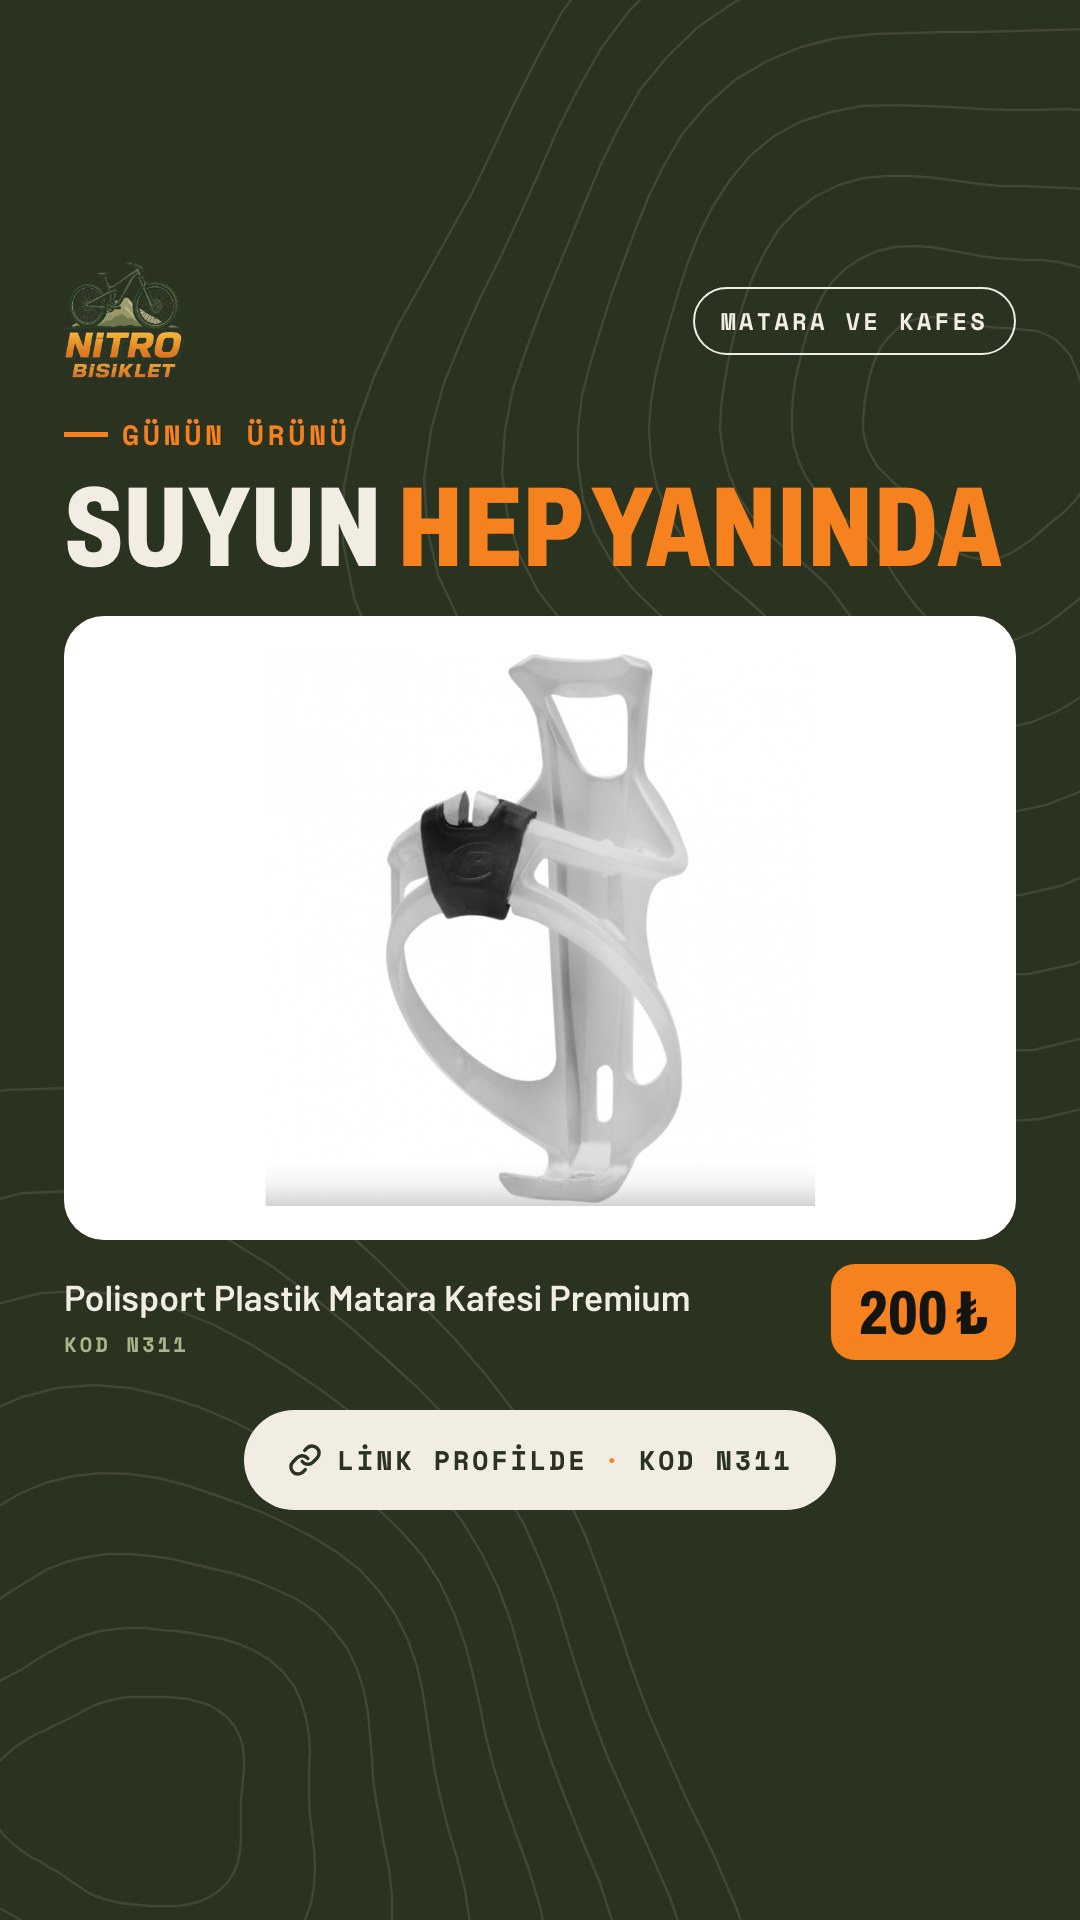 NiTRO
BiSiKLET
MATARA VE KAFES
GÜNÜN ÜRÜNÜ
SUYUN HEP YANINDA
Polisport Plastik Matara Kafesi Premium
KOD N311
200 ₺
LİNK PROFİLDE · KOD N311